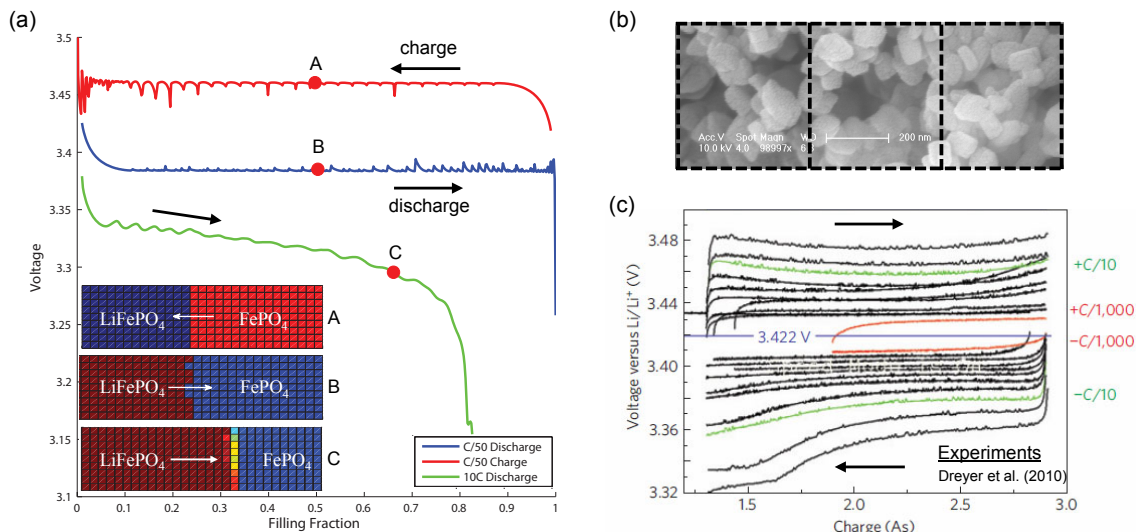 (a)
3.5
3.45
3.4
3.35
3.3
3.25
3.2
3.15
3.1
Voltage
A
charge
B
discharge
C
LiFePO4
FePO4
A
LiFePO4
FePO4
B
LiFePO4
FePO4
C
C/50 Discharge
C/50 Charge
10C Discharge
0 0.1 0.2 0.3 0.4 0.5 0.6 0.7 0.8 0.9 1
Filling Fraction
(b)
Acc.V Spot Magn
10.0 kV 4.0 98997x
200 nm
(c)
Voltage versus Li/Li+ (V)
3.48
3.44
3.40
3.36
3.32
3.422 V
+C/10
+C/1,000
−C/1,000
−C/10
Experiments
Dreyer et al. (2010)
1.5 2.0 2.5 3.0
Charge (As)